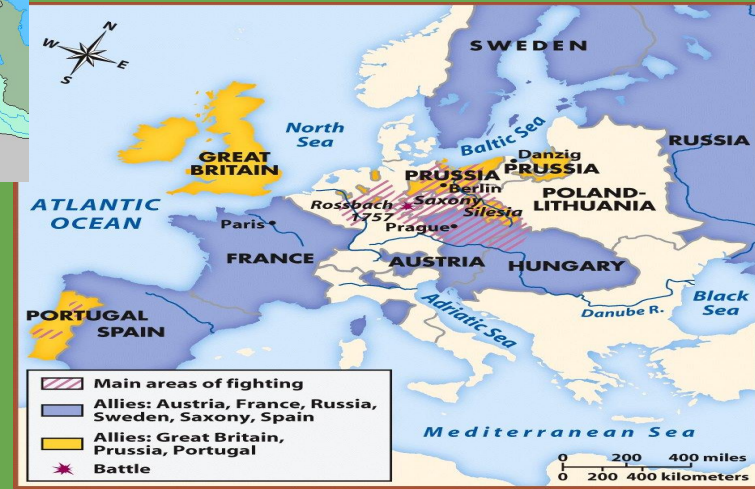 N
W
E
S
SWEDEN
North
Sea
Baltic Sea
RUSSIA
GREAT
BRITAIN
Danzig
PRUSSIA
PRUSSIA
Berlin
ATLANTIC
OCEAN
Rossbach
1757
Saxony
Silesia
POLAND-
LITHUANIA
Paris
Prague
FRANCE
AUSTRIA
HUNGARY
PORTUGAL
SPAIN
Adriatic Sea
Danube R.
Black
Sea
Main areas of fighting
Allies: Austria, France, Russia,
Sweden, Saxony, Spain
Allies: Great Britain,
Prussia, Portugal
Battle
Mediterranean Sea
0 200 400 miles
0 200 400 kilometers